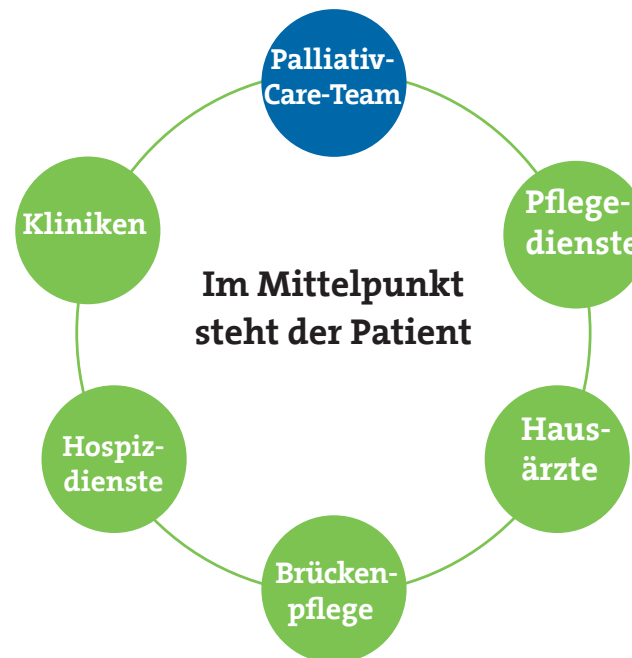 Palliativ-
Care-Team
Pflege-
dienste
Haus-
ärzte
Brücken-
pflege
Hospiz-
dienste
Kliniken
Im Mittelpunkt
steht der Patient